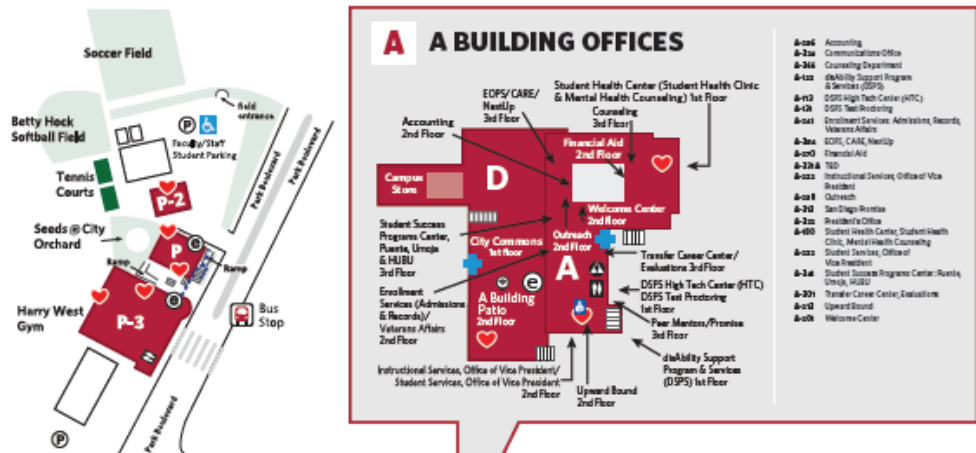 Soccer Field
Betty Hock
Softball Field
field
entrance
P
Faculty/Staff
Student Parking
Tennis
Courts
P-2
Seeds @ City
Orchard
P
e
Ramp
Ramp
e
Harry West
Gym
P-3
Bus
Stop
P
Park Boulevard
Park Boulevard
Park Boulevard
A
A BUILDING OFFICES
Student Health Center (Student Health Clinic
& Mental Health Counseling) 1st Floor
EOPS/CARE/
NextUp
3rd Floor
Counseling
3rd Floor
Accounting
2nd Floor
Financial Aid
2nd Floor
Campus
Store
D
Welcome Center
2nd Floor
Student Success
Programs Center,
Puente, Umoja
& HUBU
3rd Floor
City Commons
1st floor
Outreach
2nd Floor
A
Transfer Career Center/
Evaluations 3rd Floor
Enrollment
Services (Admissions
& Records)/
Veterans Affairs
2nd Floor
e
A Building
Patio
2nd Floor
DSPS High Tech Center (HTC)
DSPS Test Proctoring
1st Floor
Peer Mentors/Promise
3rd Floor
disAbility Support
Program & Services
(DSPS) 1st Floor
Instructional Services, Office of Vice President/
Student Services, Office of Vice President
2nd Floor
Upward Bound
2nd Floor
Accounting
Communications Office
Counseling Department
disAbility Support Program
& Services (DSPS)
DSPS High Tech Center (HTC)
DSPS Test Proctoring
Enrollment Services: Admissions, Records,
Veterans Affairs
EOPS, CARE, NextUp
Financial Aid
TBD
Instructional Services, Office of Vice
President
Outreach
San Diego Promise
President's Office
Student Health Center, Student Health
Clinic, Mental Health Counseling
Student Services, Office of
Vice President
Student Success Programs Center: Puente,
Umoja, HUBU
Transfer Career Center, Evaluations
Upward Bound
Welcome Center